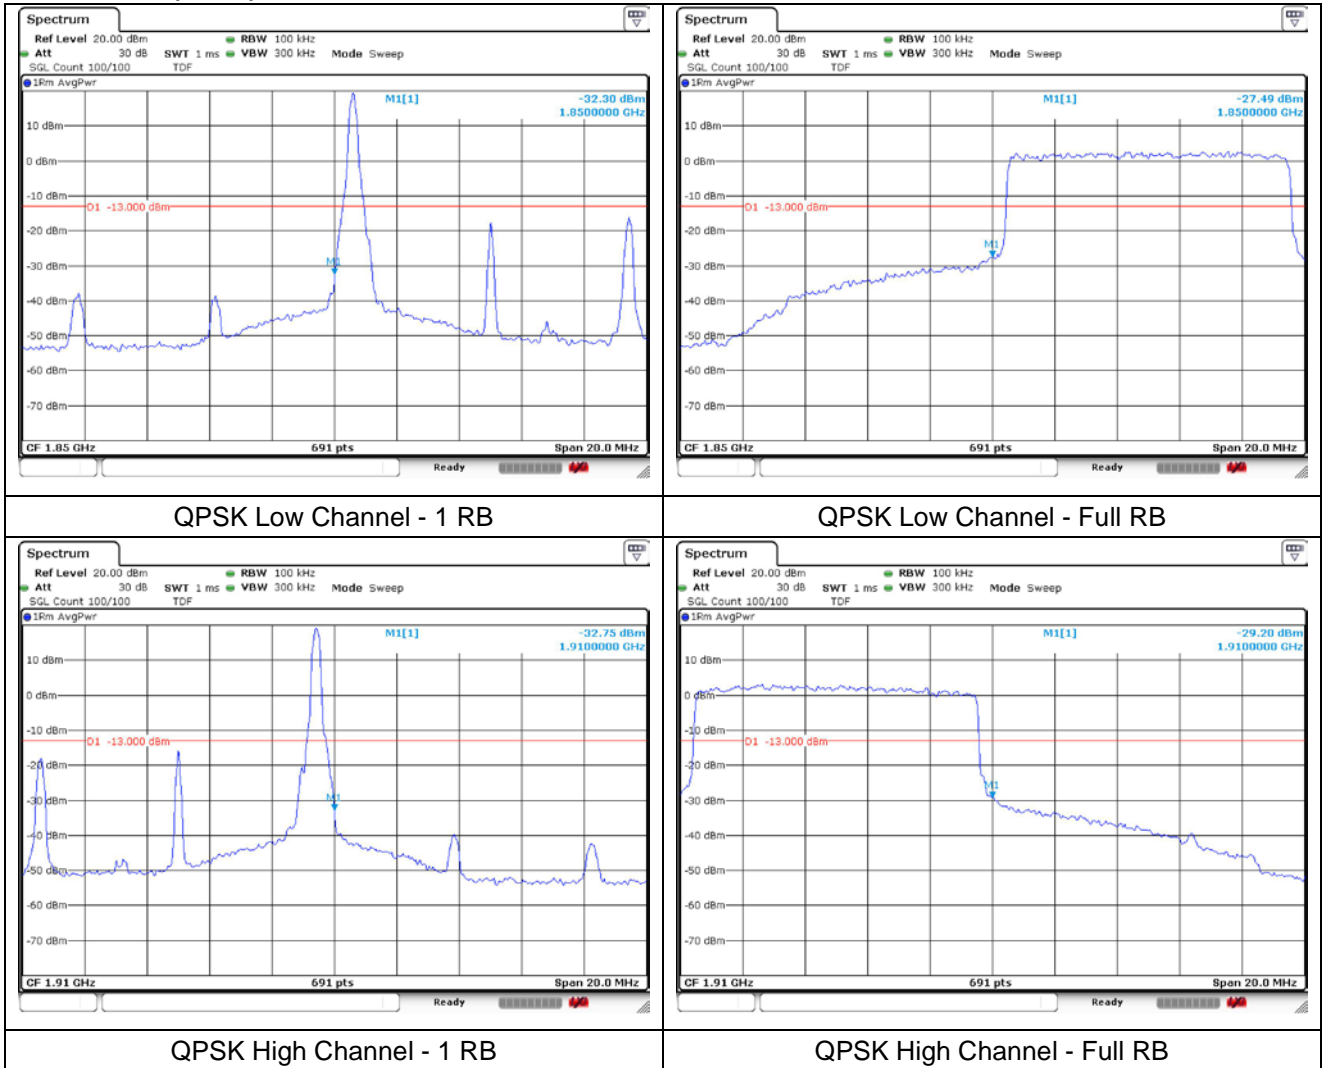 Spectrum
Ref Level 20.00 dBm RBW 100 kHz
Att 30 dB SWT 1 ms VBW 300 kHz Mode Sweep
SGL Count 100/100 TDF
1Rm AvgPwr
M1[1] -32.30 dBm
1.8500000 GHz
10 dBm
0 dBm
-10 dBm
D1 -13.000 dBm
-20 dBm
M1
-30 dBm
-40 dBm
-50 dBm
-60 dBm
-70 dBm
CF 1.85 GHz 691 pts Span 20.0 MHz
Ready
QPSK Low Channel - 1 RB
Spectrum
Ref Level 20.00 dBm RBW 100 kHz
Att 30 dB SWT 1 ms VBW 300 kHz Mode Sweep
SGL Count 100/100 TDF
1Rm AvgPwr
M1[1] -27.49 dBm
1.8500000 GHz
10 dBm
0 dBm
-10 dBm
D1 -13.000 dBm
-20 dBm
M1
-30 dBm
-40 dBm
-50 dBm
-60 dBm
-70 dBm
CF 1.85 GHz 691 pts Span 20.0 MHz
Ready
QPSK Low Channel - Full RB
Spectrum
Ref Level 20.00 dBm RBW 100 kHz
Att 30 dB SWT 1 ms VBW 300 kHz Mode Sweep
SGL Count 100/100 TDF
1Rm AvgPwr
M1[1] -32.75 dBm
1.9100000 GHz
10 dBm
0 dBm
-10 dBm
D1 -13.000 dBm
-20 dBm
M1
-30 dBm
-40 dBm
-50 dBm
-60 dBm
-70 dBm
CF 1.91 GHz 691 pts Span 20.0 MHz
Ready
QPSK High Channel - 1 RB
Spectrum
Ref Level 20.00 dBm RBW 100 kHz
Att 30 dB SWT 1 ms VBW 300 kHz Mode Sweep
SGL Count 100/100 TDF
1Rm AvgPwr
M1[1] -29.20 dBm
1.9100000 GHz
10 dBm
0 dBm
-10 dBm
D1 -13.000 dBm
-20 dBm
M1
-30 dBm
-40 dBm
-50 dBm
-60 dBm
-70 dBm
CF 1.91 GHz 691 pts Span 20.0 MHz
Ready
QPSK High Channel - Full RB